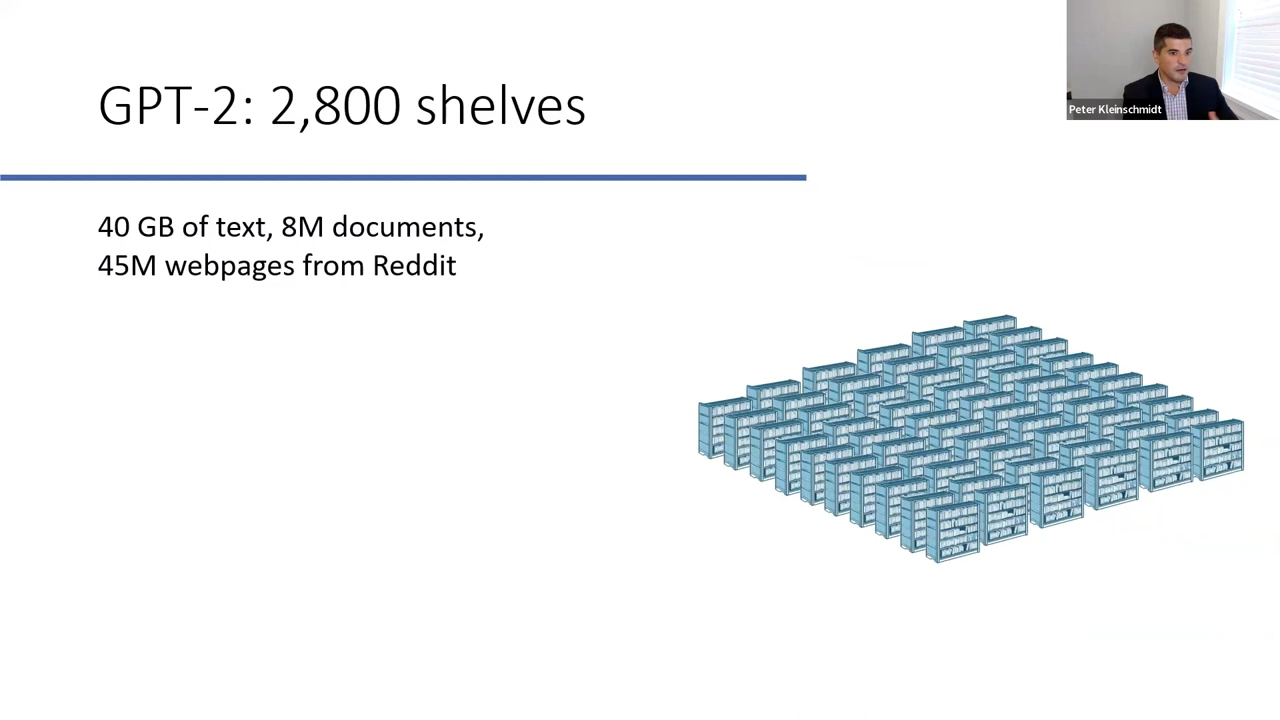 GPT-2: 2,800 shelves
Peter Kleinschmidt
40 GB of text, 8M documents,
45M webpages from Reddit